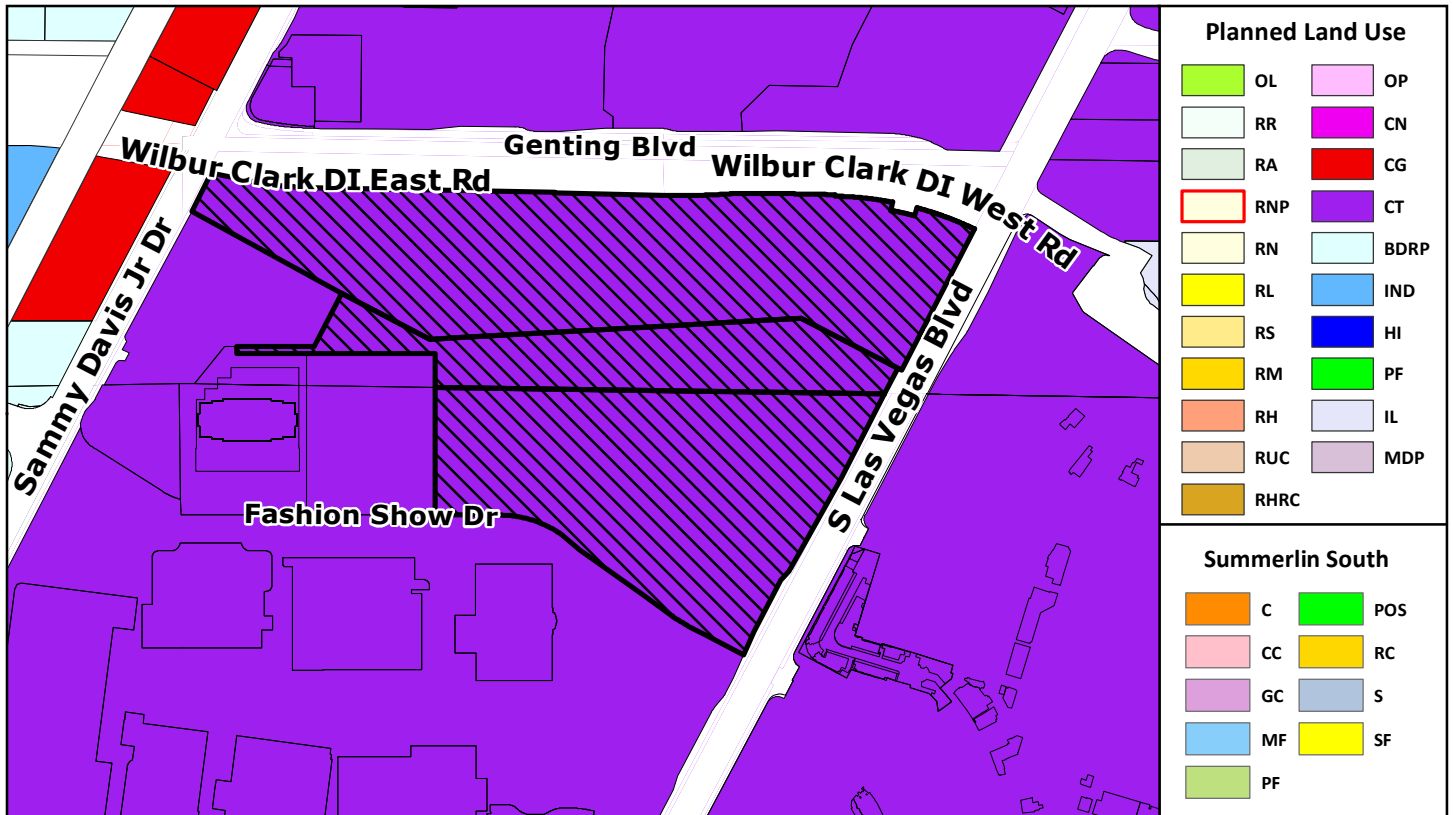 Genting Blvd
Wilbur Clark DI East Rd
Wilbur Clark DI West Rd
Sammy Davis Jr Dr
S Las Vegas Blvd
Fashion Show Dr
Planned Land Use
OL
OP
RR
CN
RA
CG
RNP
CT
RN
BDRP
RL
IND
RS
HI
RM
PF
RH
IL
RUC
MDP
RHRC
Summerlin South
C
POS
CC
RC
GC
S
MF
SF
PF